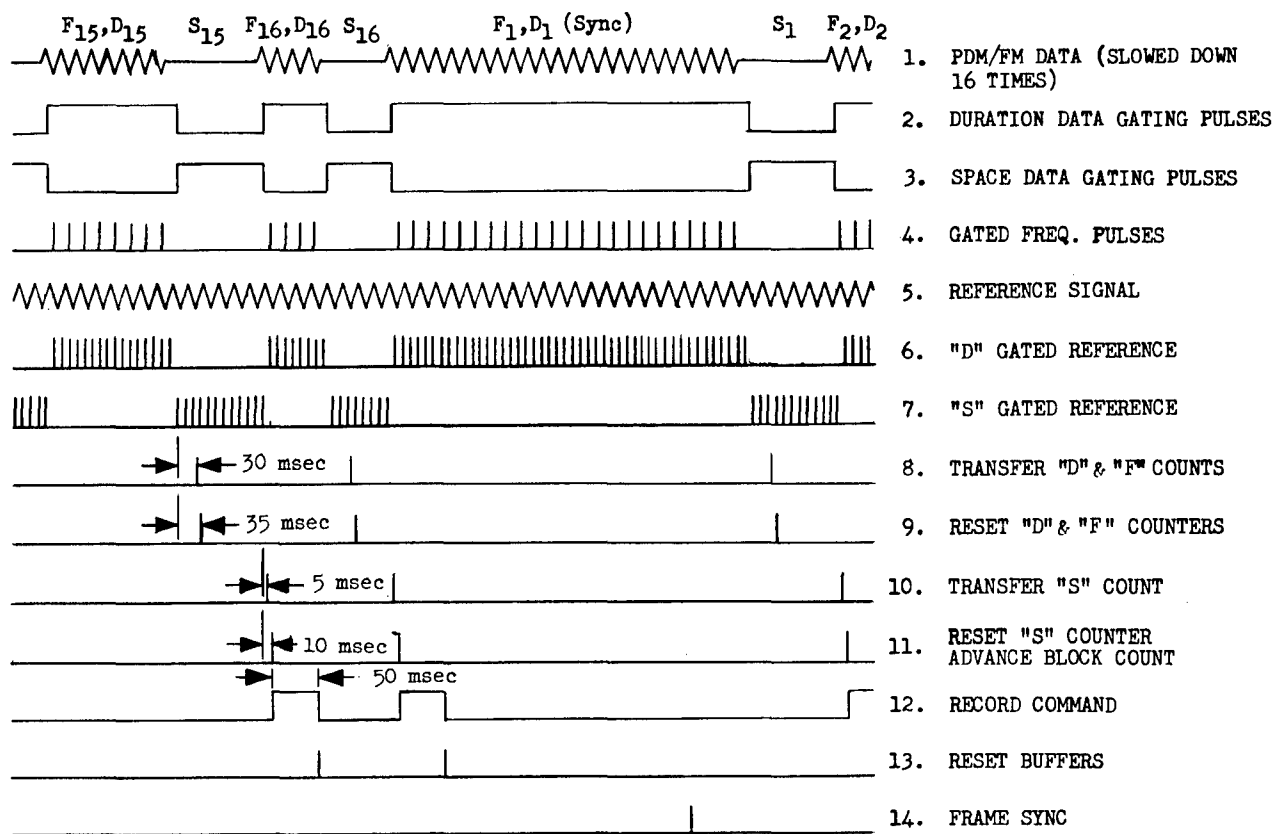 F15,D15 S15 F16,D16 S16 F1,D1 (Sync) S1 F2,D2
1. PDM/FM DATA (SLOWED DOWN
16 TIMES)
2. DURATION DATA GATING PULSES
3. SPACE DATA GATING PULSES
4. GATED FREQ. PULSES
5. REFERENCE SIGNAL
6. "D" GATED REFERENCE
7. "S" GATED REFERENCE
30 msec
8. TRANSFER "D" & "F" COUNTS
35 msec
9. RESET "D" & "F" COUNTERS
5 msec
10. TRANSFER "S" COUNT
10 msec
11. RESET "S" COUNTER
ADVANCE BLOCK COUNT
50 msec
12. RECORD COMMAND
13. RESET BUFFERS
14. FRAME SYNC